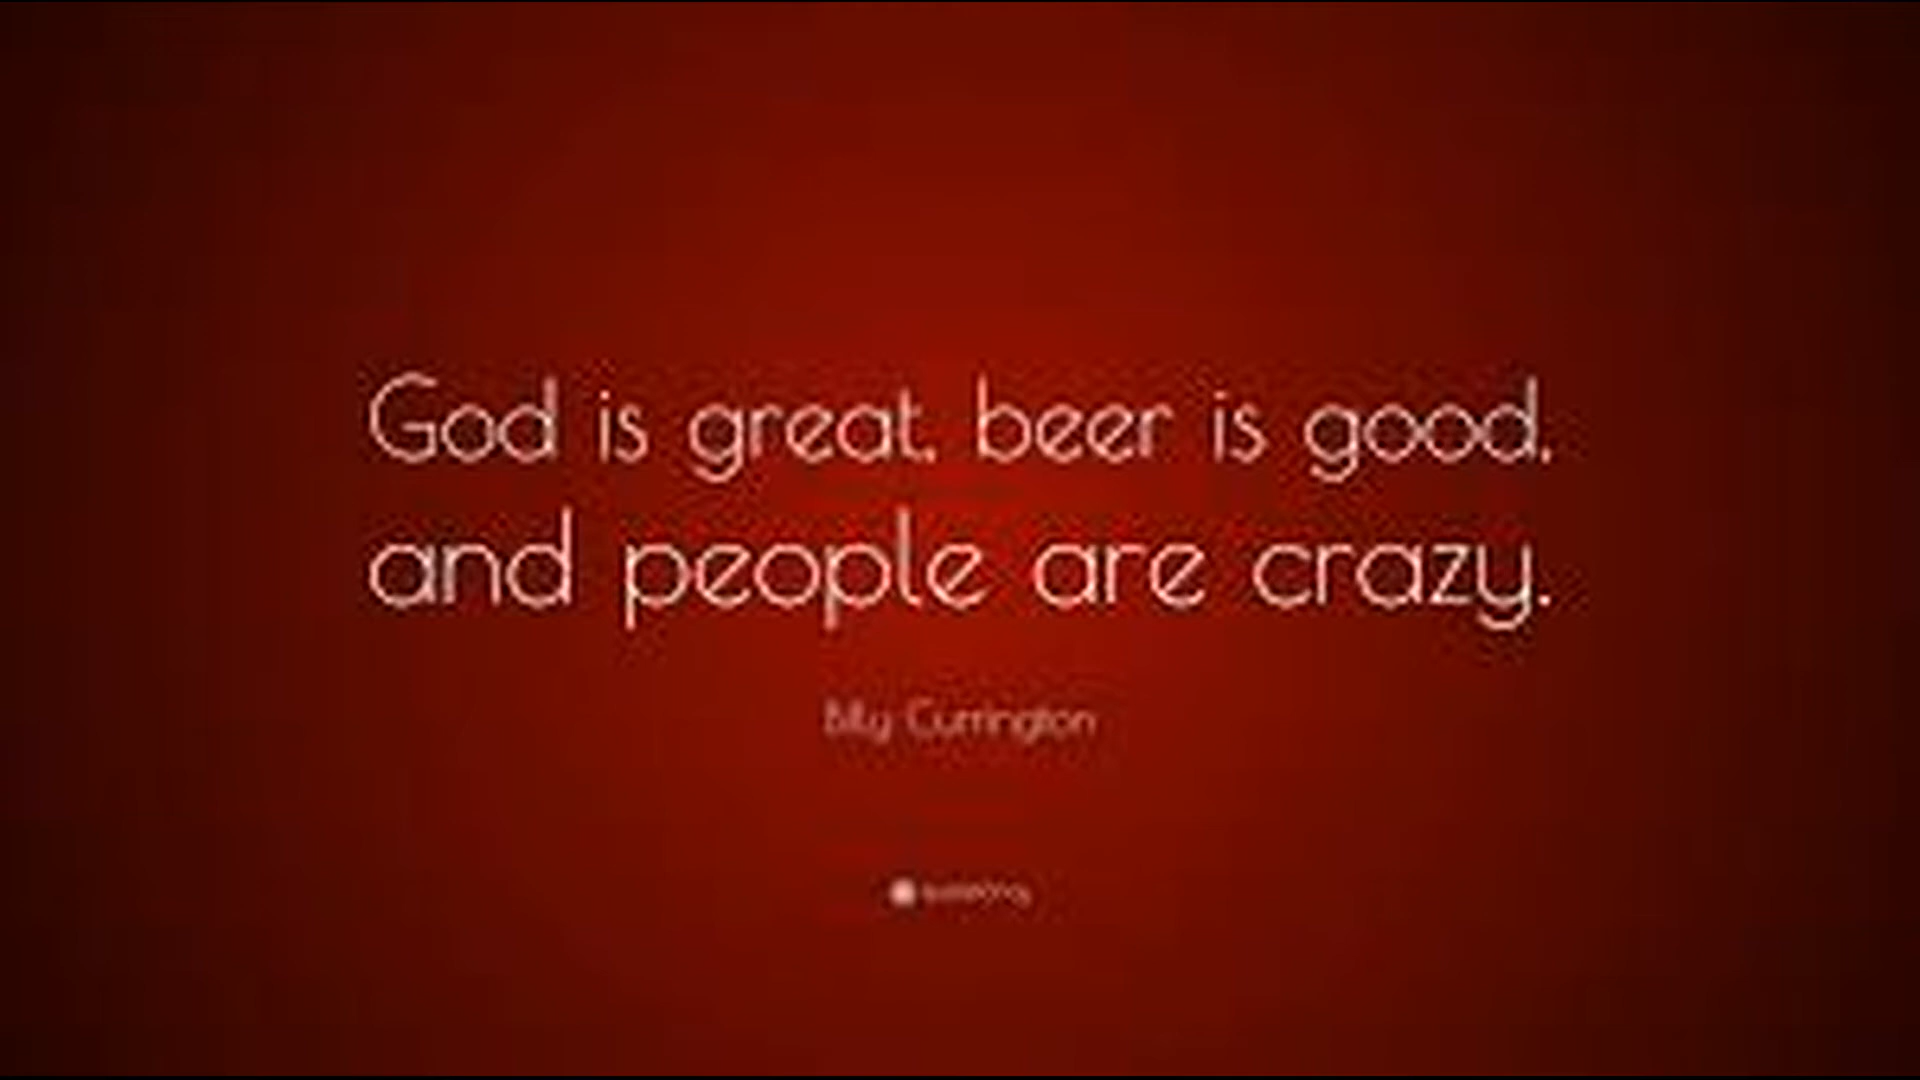 God is great, beer is good,
and people are crazy.
Billy Currington